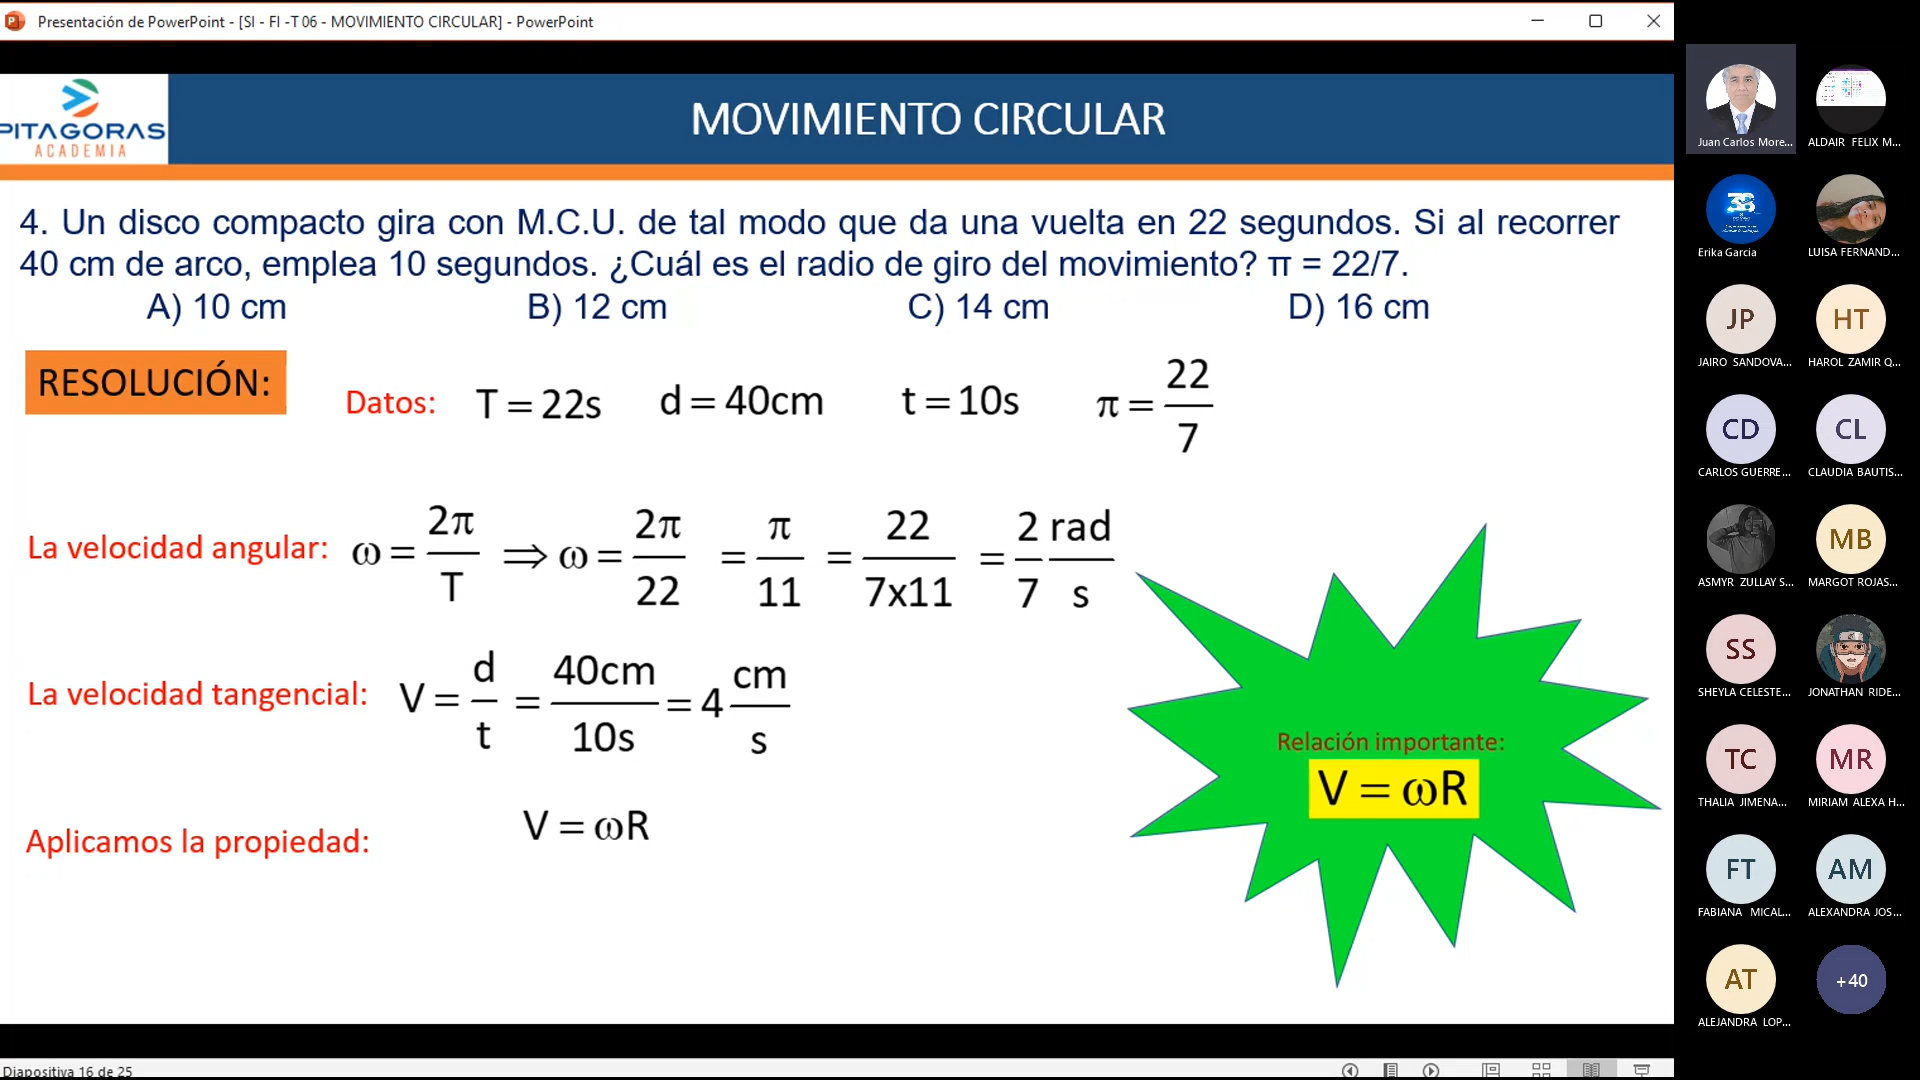 Presentación de PowerPoint - [SI - FI -T 06 - MOVIMIENTO CIRCULAR] - PowerPoint
PITAGORAS
ACADEMIA
MOVIMIENTO CIRCULAR
4. Un disco compacto gira con M.C.U. de tal modo que da una vuelta en 22 segundos. Si al recorrer
40 cm de arco, emplea 10 segundos. ¿Cuál es el radio de giro del movimiento? π = 22/7.
A) 10 cm B) 12 cm C) 14 cm D) 16 cm
RESOLUCIÓN:
Datos: T = 22s d = 40cm t = 10s π = 22/7
La velocidad angular: ω = 2π/T ⇒ ω = 2π/22 = π/11 = 22/7x11 = 2/7 rad/s
La velocidad tangencial: V = d/t = 40cm/10s = 4 cm/s
Aplicamos la propiedad: V = ωR
Relación importante:
V = ωR
Diapositiva 16 de 25
Juan Carlos More...
ALDAIR FELIX M...
38
Erika Garcia
LUISA FERNAND...
JP
JAIRO SANDOVA...
HT
HAROL ZAMIR Q...
CD
CARLOS GUERRE...
CL
CLAUDIA BAUTIS...
ASMYR ZULLAY S...
MB
MARGOT ROJAS...
SS
SHEYLA CELESTE...
JONATHAN RIDE...
TC
THALIA JIMENA...
MR
MIRIAM ALEXA H...
FT
FABIANA MICAL...
AM
ALEXANDRA JOS...
AT
ALEJANDRA LOP...
+40